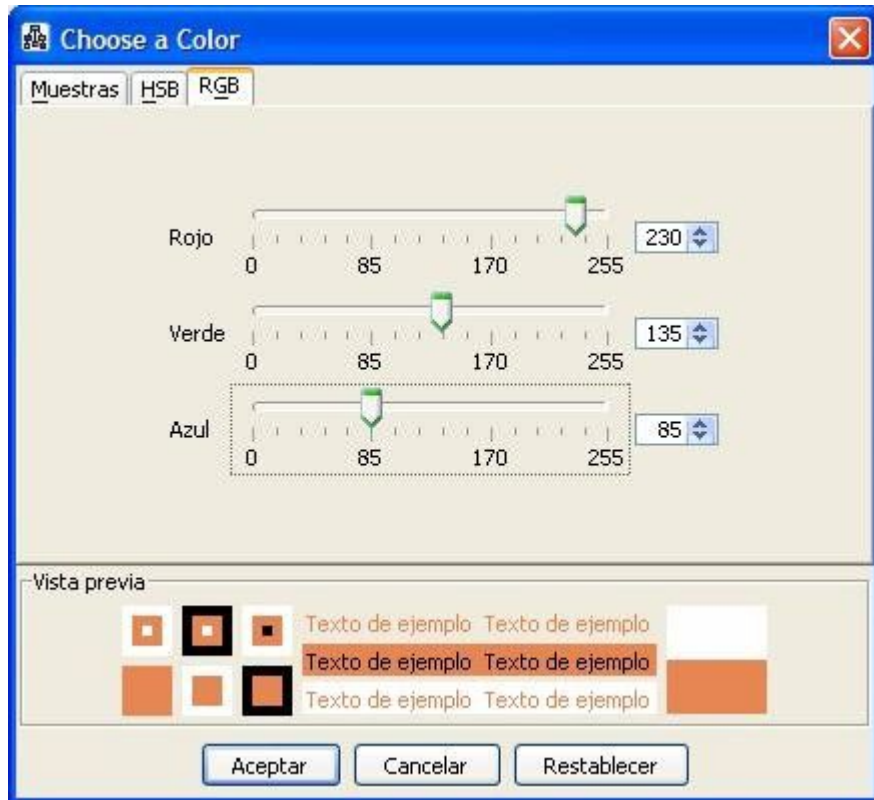 Choose a Color
Muestras HSB RGB
Rojo 230
0 85 170 255
Verde 135
0 85 170 255
Azul 85
0 85 170 255
Vista previa
Texto de ejemplo Texto de ejemplo
Texto de ejemplo Texto de ejemplo
Texto de ejemplo Texto de ejemplo
Aceptar Cancelar Restablecer